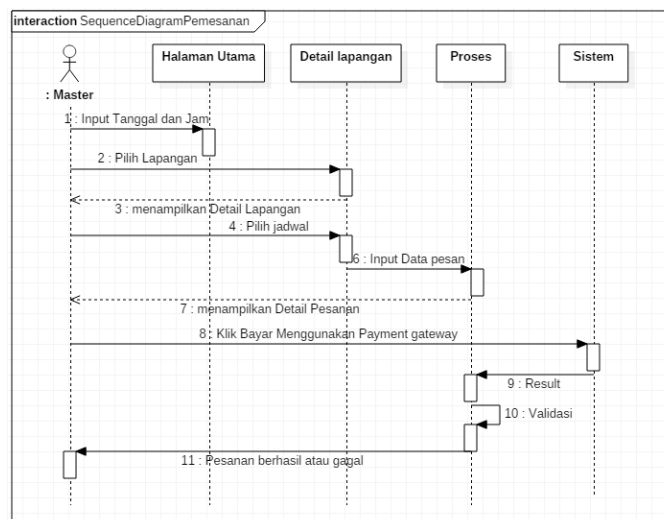 interaction SequenceDiagramPemesanan
Halaman Utama
Detail lapangan
Proses
Sistem
: Master
1 : Input Tanggal dan Jam
2 : Pilih Lapangan
3 : menampilkan Detail Lapangan
4 : Pilih jadwal
6 : Input Data pesan
7 : menampilkan Detail Pesanan
8 : Klik Bayar Menggunakan Payment gateway
9 : Result
10 : Validasi
11 : Pesanan berhasil atau gagal